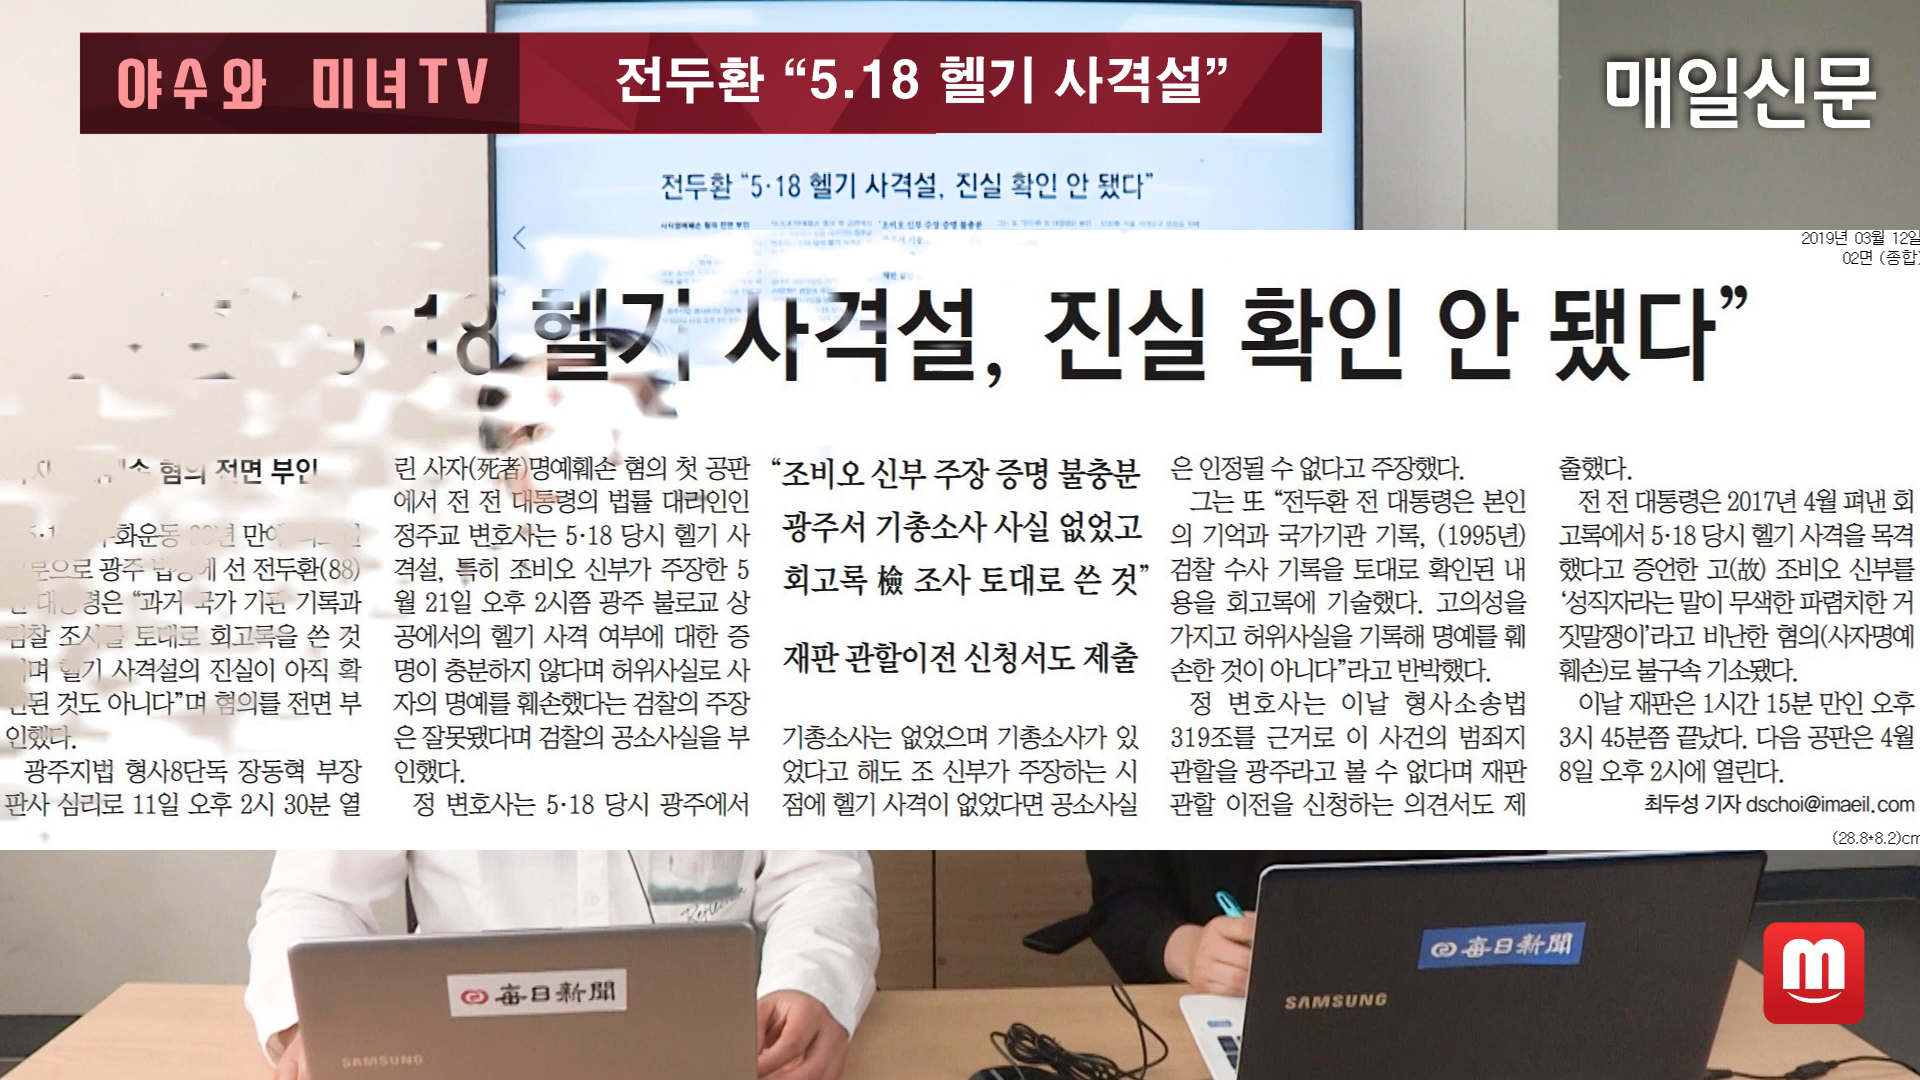 야수와 미녀TV
전두환 “5.18 헬기 사격설”
매일신문
전두환 “5·18 헬기 사격설, 진실 확인 안 됐다”
2019년 03월 12일
02면 (종합)
18 헬기 사격설, 진실 확인 안 됐다”
혐의 전면 부인
화운동
광주 법정에 선 전두환(88)
“과거 국가 기관 기록과
검찰 조사를 토대로 회고록을 쓴 것
헬기 사격설의 진실이 아직 확
된 것도 아니다”며 혐의를 전면 부
인했다.
광주지법 형사8단독 장동혁 부장
판사 심리로 11일 오후 2시 30분 열
린 사자(死者)명예훼손 혐의 첫 공판
에서 전 전 대통령의 법률 대리인인
정주교 변호사는 5·18 당시 헬기 사
격설, 특히 조비오 신부가 주장한 5
월 21일 오후 2시쯤 광주 불로교 상
공에서의 헬기 사격 여부에 대한 증
명이 충분하지 않다며 허위사실로 사
자의 명예를 훼손했다는 검찰의 주장
은 잘못됐다며 검찰의 공소사실을 부
인했다.
정 변호사는 5·18 당시 광주에서
“조비오 신부 주장 증명 불충분
광주서 기총소사 사실 없었고
회고록 檢 조사 토대로 쓴 것”
재판 관할이전 신청서도 제출
기총소사는 없었으며 기총소사가 있
었다고 해도 조 신부가 주장하는 시
점에 헬기 사격이 없었다면 공소사실
은 인정될 수 없다고 주장했다.
그는 또 “전두환 전 대통령은 본인
의 기억과 국가기관 기록, (1995년)
검찰 수사 기록을 토대로 확인된 내
용을 회고록에 기술했다. 고의성을
가지고 허위사실을 기록해 명예를 훼
손한 것이 아니다”라고 반박했다.
정 변호사는 이날 형사소송법
319조를 근거로 이 사건의 범죄지
관할을 광주라고 볼 수 없다며 재판
관할 이전을 신청하는 의견서도 제
출했다.
전 전 대통령은 2017년 4월 펴낸 회
고록에서 5·18 당시 헬기 사격을 목격
했다고 증언한 고(故) 조비오 신부를
‘성직자라는 말이 무색한 파렴치한 거
짓말쟁이’라고 비난한 혐의(사자명예
훼손)로 불구속 기소됐다.
이날 재판은 1시간 15분 만인 오후
3시 45분쯤 끝났다. 다음 공판은 4월
8일 오후 2시에 열린다.
최두성 기자 dschoi@imaeil.com
(28.8*8.2)cm
每日新聞
SAMSUNG
每日新聞
SAMSUNG
m